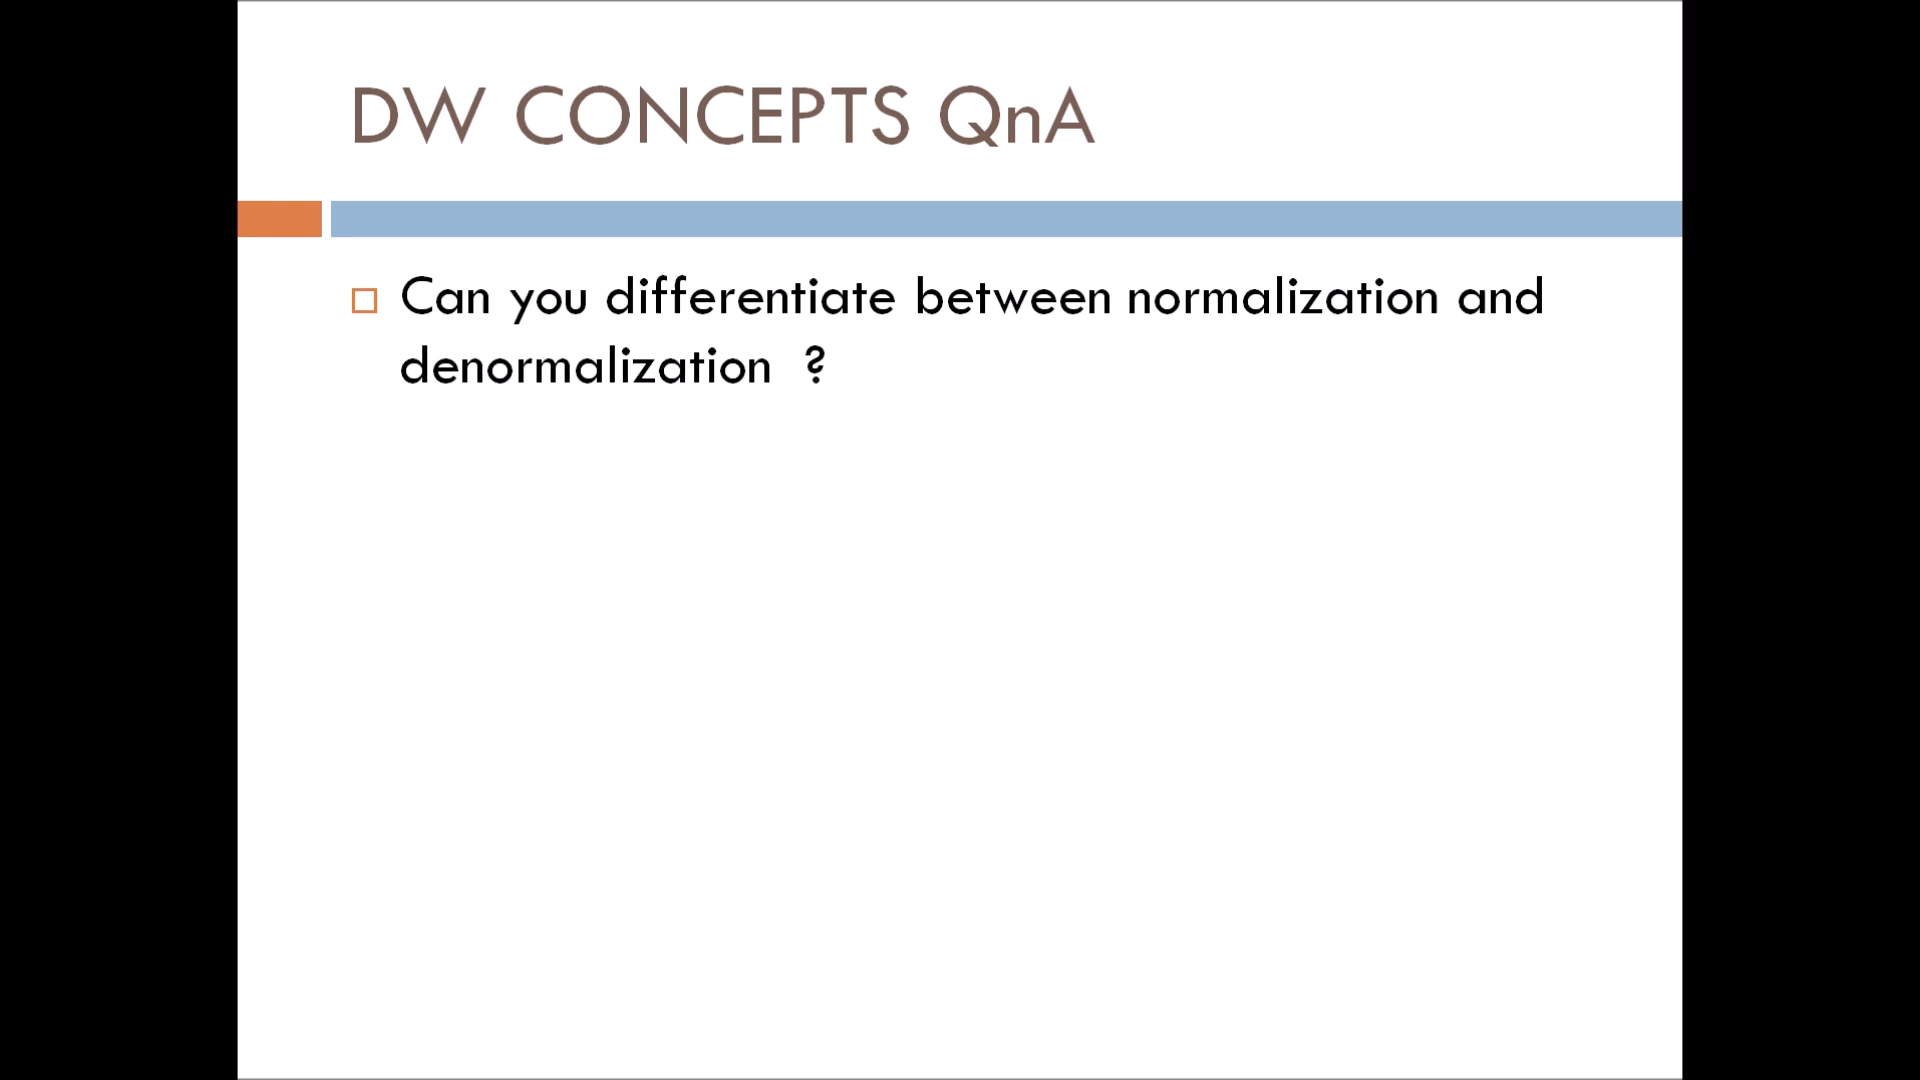 DW CONCEPTS QnA
Can you differentiate between normalization and
denormalization  ?